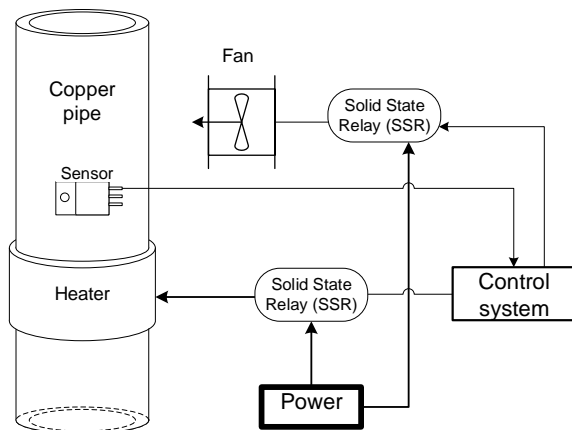 Fan
Copper
pipe
Solid State
Relay (SSR)
Sensor
Heater
Solid State
Relay (SSR)
Control
system
Power